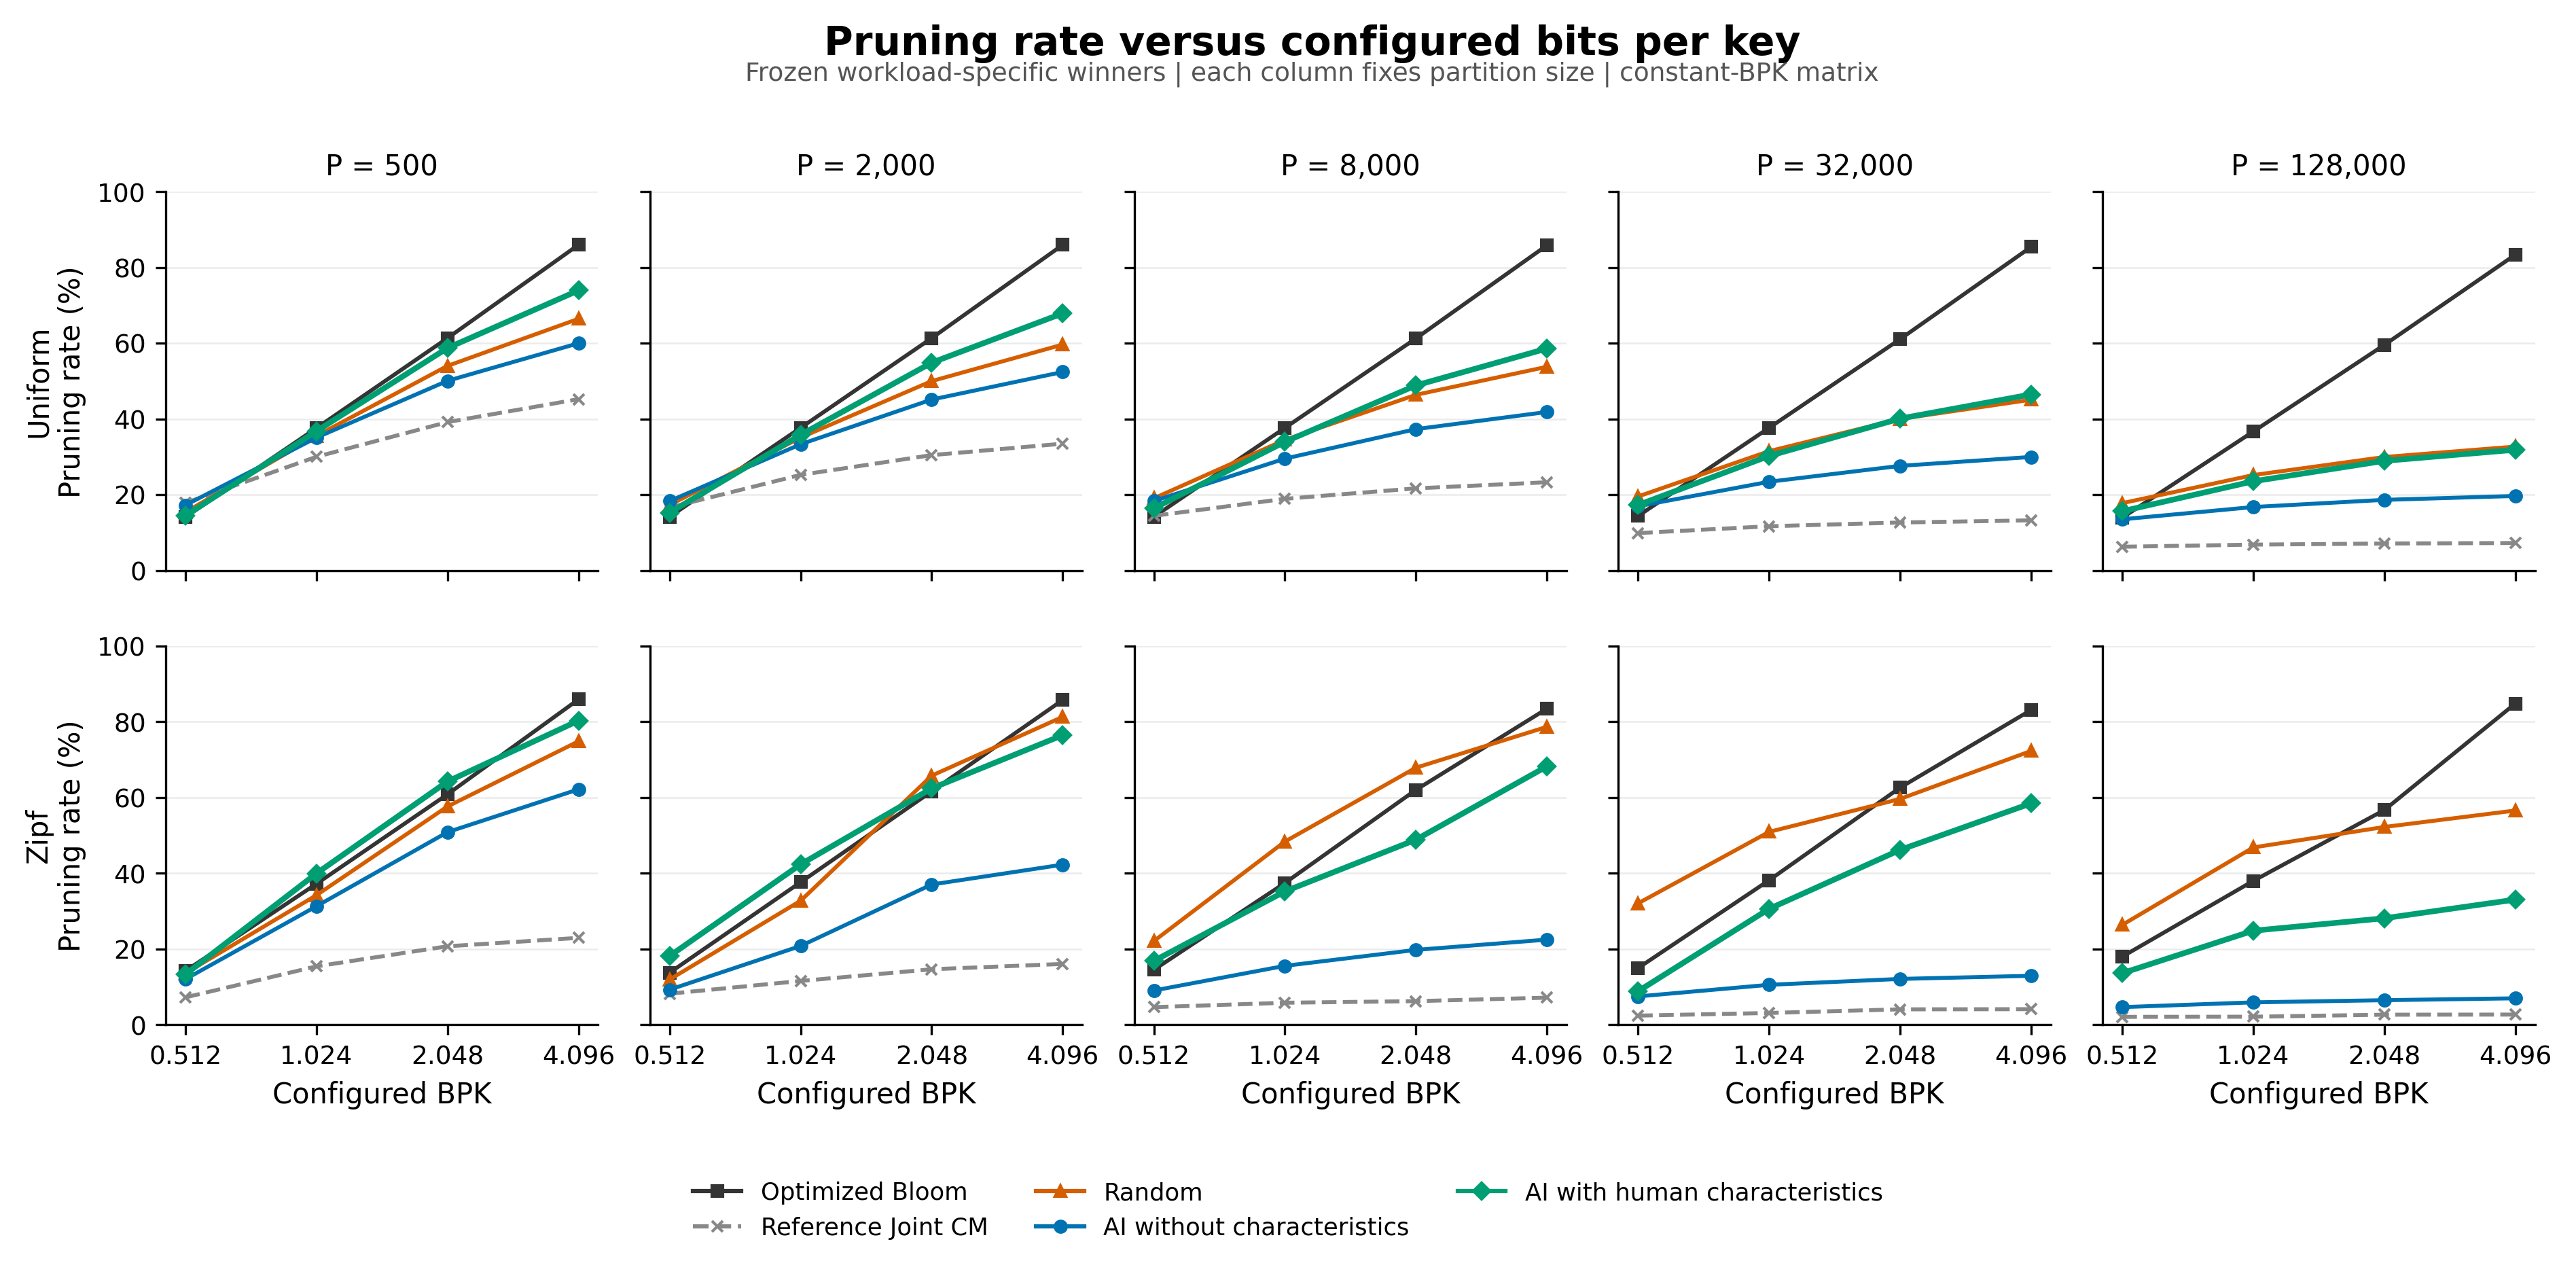 Pruning rate versus configured bits per key
Frozen workload-specific winners | each column fixes partition size | constant-BPK matrix
P = 500
P = 2,000
P = 8,000
P = 32,000
P = 128,000
Uniform
Pruning rate (%)
100
80
60
40
20
0
Zipf
Pruning rate (%)
100
80
60
40
20
0
0.512 1.024 2.048 4.096
0.512 1.024 2.048 4.096
0.512 1.024 2.048 4.096
0.512 1.024 2.048 4.096
0.512 1.024 2.048 4.096
Configured BPK
Configured BPK
Configured BPK
Configured BPK
Configured BPK
Optimized Bloom
Reference Joint CM
Random
AI without characteristics
AI with human characteristics